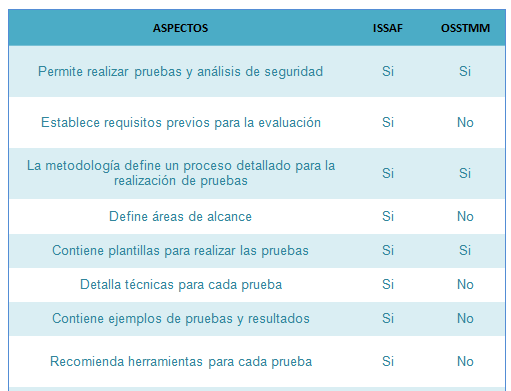 ASPECTOS ISSAF OSSTMM
Permite realizar pruebas y análisis de seguridad Si Si
Establece requisitos previos para la evaluación Si No
La metodología define un proceso detallado para la
realización de pruebas Si Si
Define áreas de alcance Si No
Contiene plantillas para realizar las pruebas Si Si
Detalla técnicas para cada prueba Si No
Contiene ejemplos de pruebas y resultados Si No
Recomienda herramientas para cada prueba Si No